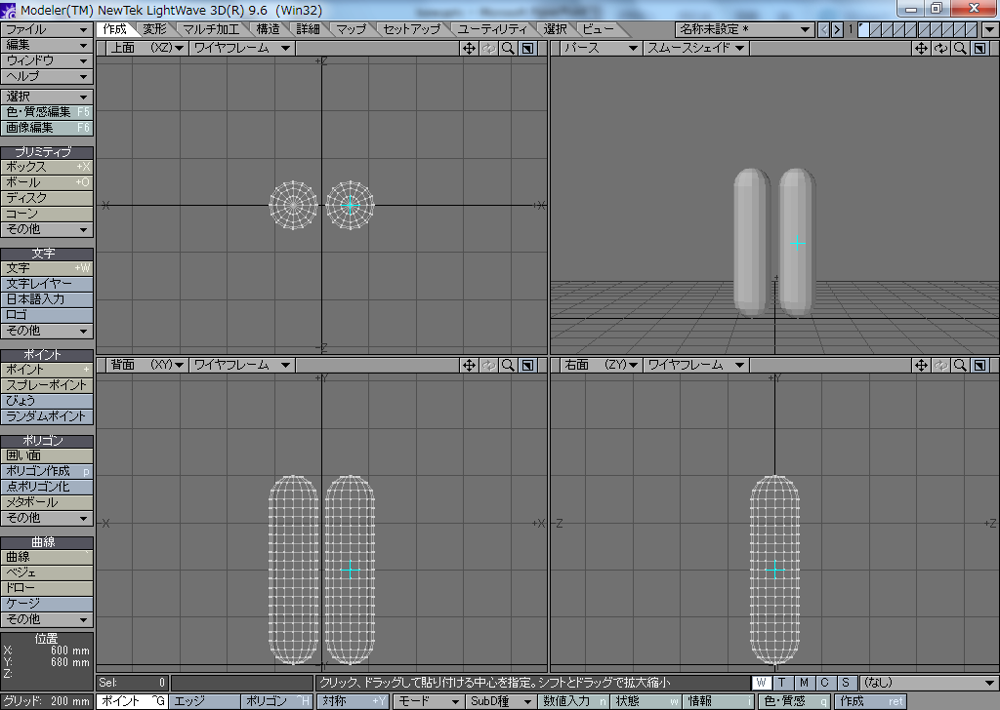 Modeler(TM) NewTek LightWave 3D(R) 9.6 (Win32)
ファイル
編集
ウィンドウ
ヘルプ
選択
色・質感編集 F5
画像編集 F6
プリミティブ
ボックス +X
ボール +O
ディスク
コーン
その他
文字
文字 +W
文字レイヤー
日本語入力
ロゴ
その他
ポイント
ポイント +
スプレーポイント
びょう
ランダムポイント
ポリゴン
囲い面
ポリゴン作成 p
点ポリゴン化
メタボール
その他
曲線
曲線
ベジェ
ドロー
ケージ
その他
位置
X: 600 mm
Y: 680 mm
Z:
グリッド: 200 mm
作成 変形 マルチ加工 構造 詳細 マップ セットアップ ユーティリティ 選択 ビュー 名称未設定 * 1
上面 (XZ) ワイヤフレーム
+Z
-X +X
-Z
パース スムースシェイド
背面 (XY) ワイヤフレーム
+Y
-X +X
右面 (ZY) ワイヤフレーム
+Y
-Z +Z
Sel: 0 クリック、ドラッグして貼り付ける中心を指定。シフトとドラッグで拡大縮小 W T M C S (なし)
ポイント ^G エッジ ポリゴン ^H 対称 +Y モード SubD種 数値入力 n 状態 w 情報 i 色・質感 q 作成 ret